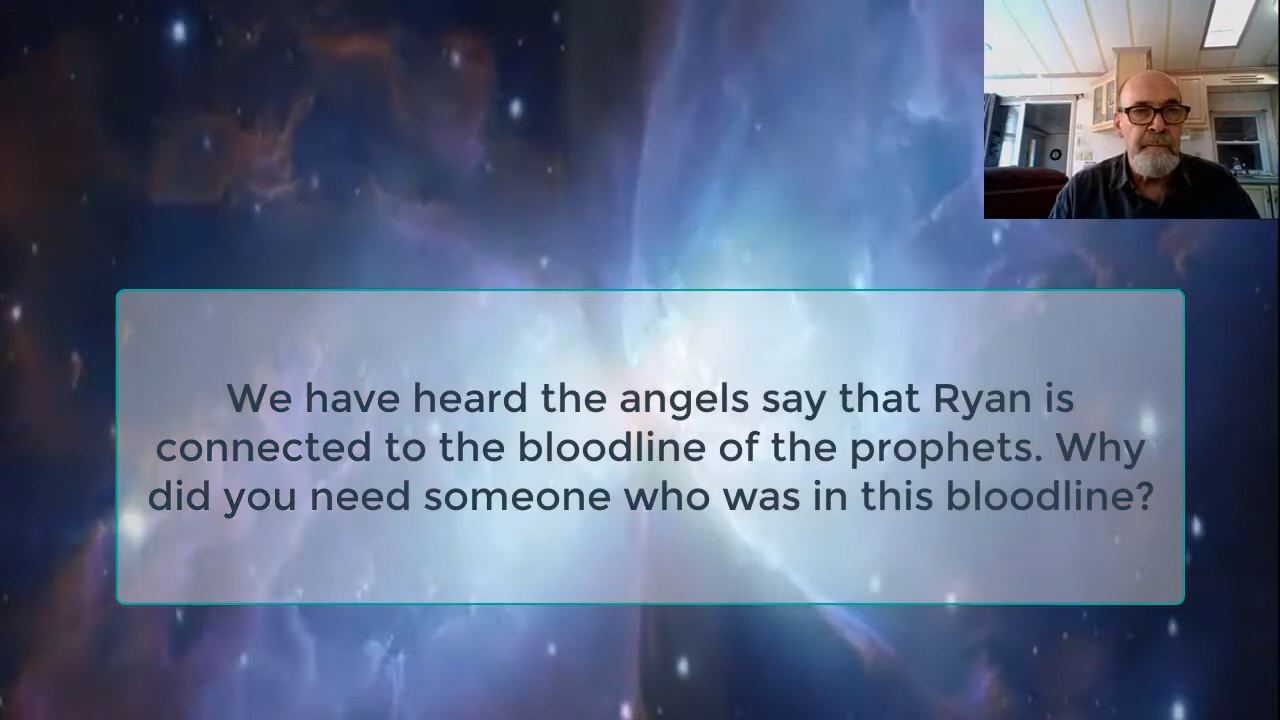 We have heard the angels say that Ryan is
connected to the bloodline of the prophets. Why
did you need someone who was in this bloodline?